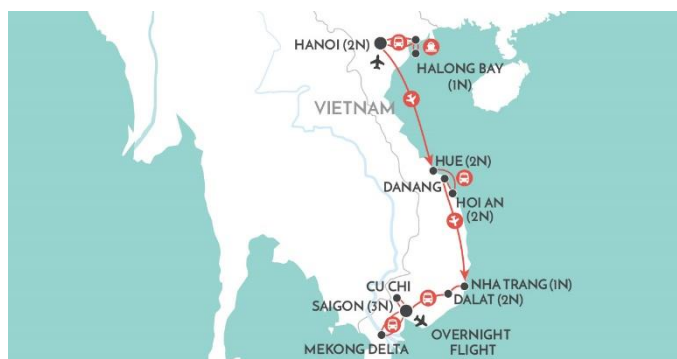 HANOI (2N)
HALONG BAY
(1N)
VIETNAM
HUE (2N)
DANANG
HOI AN
(2N)
NHA TRANG (1N)
CU CHI
DALAT (2N)
SAIGON (3N)
OVERNIGHT
FLIGHT
MEKONG DELTA